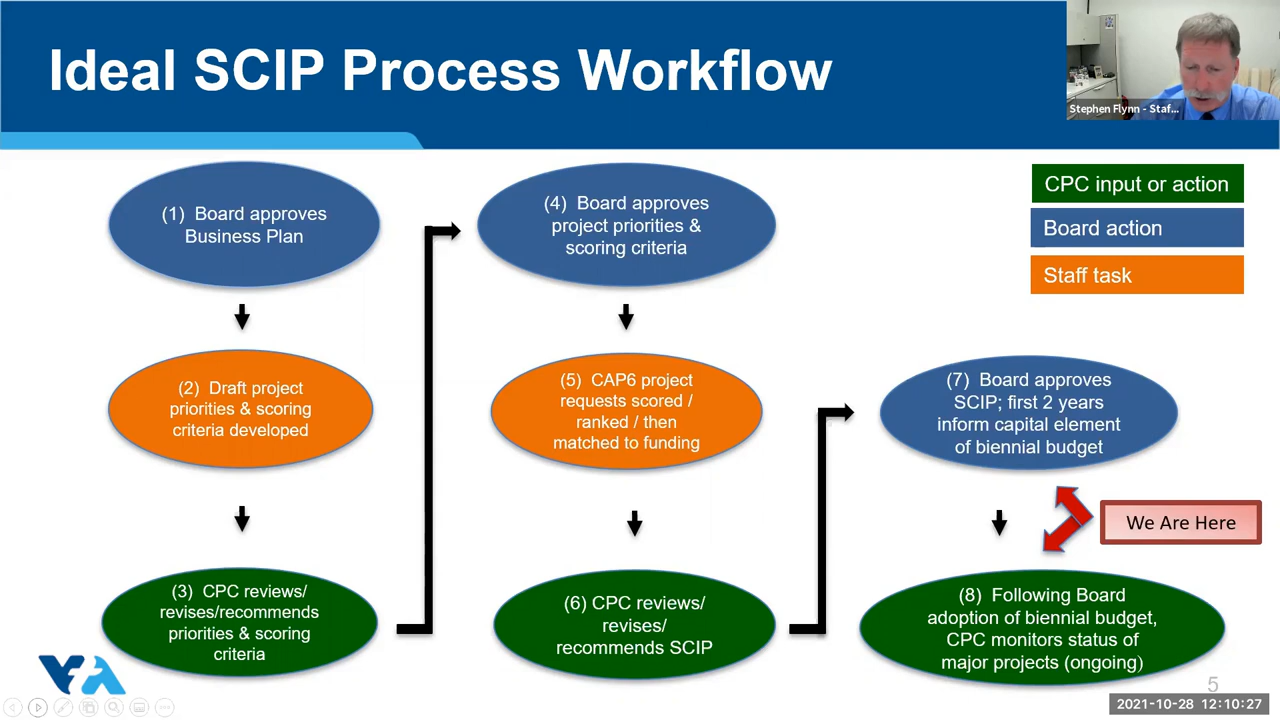 Ideal SCIP Process Workflow
Stephen Flynn - Staf...
(1) Board approves
Business Plan
(2) Draft project
priorities & scoring
criteria developed
(3) CPC reviews/
revises/recommends
priorities & scoring
criteria
(4) Board approves
project priorities &
scoring criteria
(5) CAP6 project
requests scored /
ranked / then
matched to funding
(6) CPC reviews/
revises/
recommends SCIP
CPC input or action
Board action
Staff task
(7) Board approves
SCIP; first 2 years
inform capital element
of biennial budget
We Are Here
(8) Following Board
adoption of biennial budget,
CPC monitors status of
major projects (ongoing)
VTA
5
2021-10-28 12:10:27